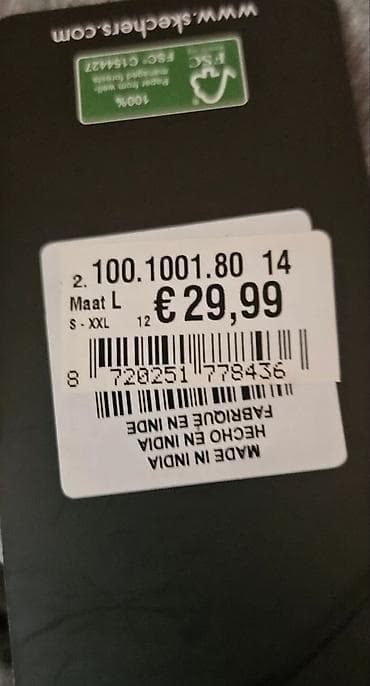 www.skechers.com
FSC
100%
Paper from well-
managed forests
FSC® C154427
2. 100.1001.80 14
Maat L € 29,99
S - XXL 12
8 720251 778436
MADE IN INDIA
HECHO EN INDIA
FABRIQUÉ EN INDE